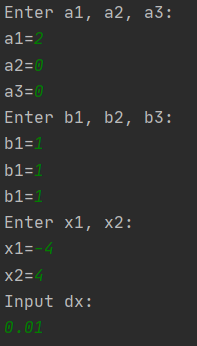 Enter a1, a2, a3:
a1=2
a2=0
a3=0
Enter b1, b2, b3:
b1=1
b1=1
b1=1
Enter x1, x2:
x1=-4
x2=4
Input dx:
0.01